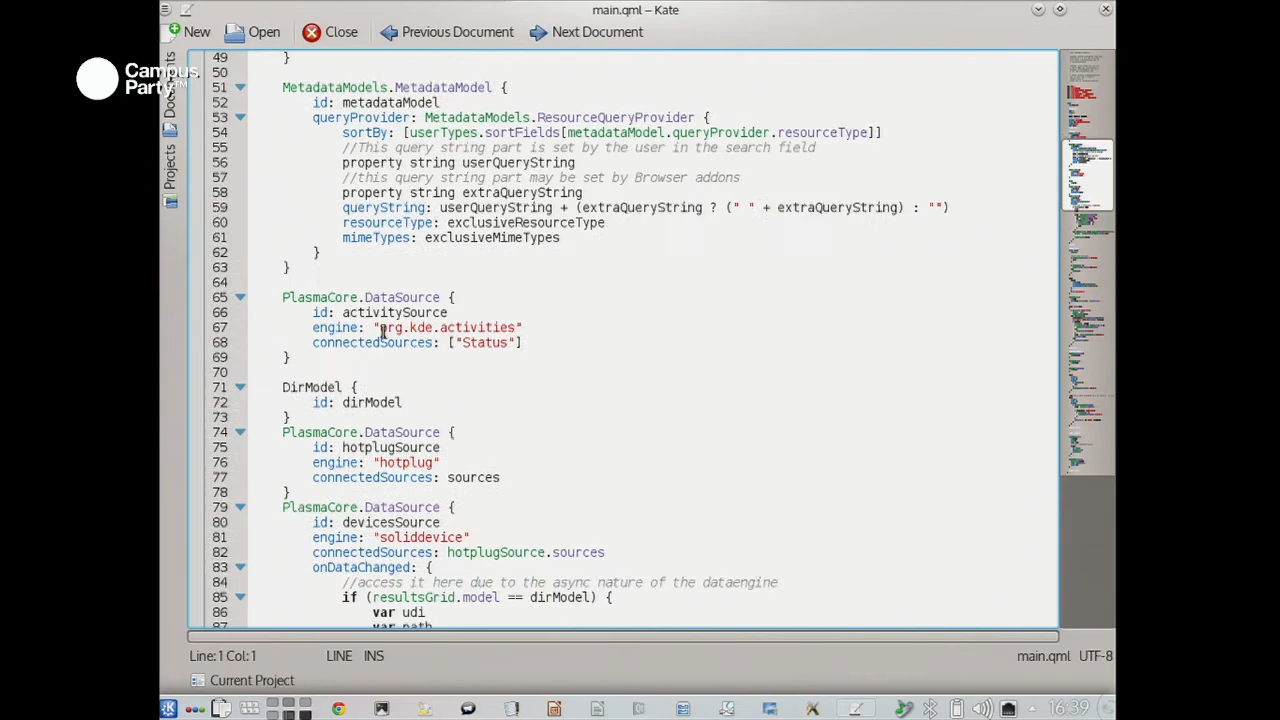 main.qml – Kate
New Open Close Previous Document Next Document
Campus
Party™
Documents
Projects
49 }
50
51 MetadataModels.MetadataModel {
52 id: metadataModel
53 queryProvider: MetadataModels.ResourceQueryProvider {
54 sortBy: [userTypes.sortFields[metadataModel.queryProvider.resourceType]]
55 //This query string part is set by the user in the search field
56 property string userQueryString
57 //this query string part may be set by Browser addons
58 property string extraQueryString
59 queryString: userQueryString + (extraQueryString ? (" " + extraQueryString) : "")
60 resourceType: exclusiveResourceType
61 mimeTypes: exclusiveMimeTypes
62 }
63 }
64
65 PlasmaCore.DataSource {
66 id: activitySource
67 engine: "org.kde.activities"
68 connectedSources: ["Status"]
69 }
70
71 DirModel {
72 id: dirModel
73 }
74 PlasmaCore.DataSource {
75 id: hotplugSource
76 engine: "hotplug"
77 connectedSources: sources
78 }
79 PlasmaCore.DataSource {
80 id: devicesSource
81 engine: "soliddevice"
82 connectedSources: hotplugSource.sources
83 onDataChanged: {
84 //access it here due to the async nature of the dataengine
85 if (resultsGrid.model == dirModel) {
86 var udi
87 var path
Line: 1 Col: 1 LINE INS main.qml UTF-8
Current Project
16:39